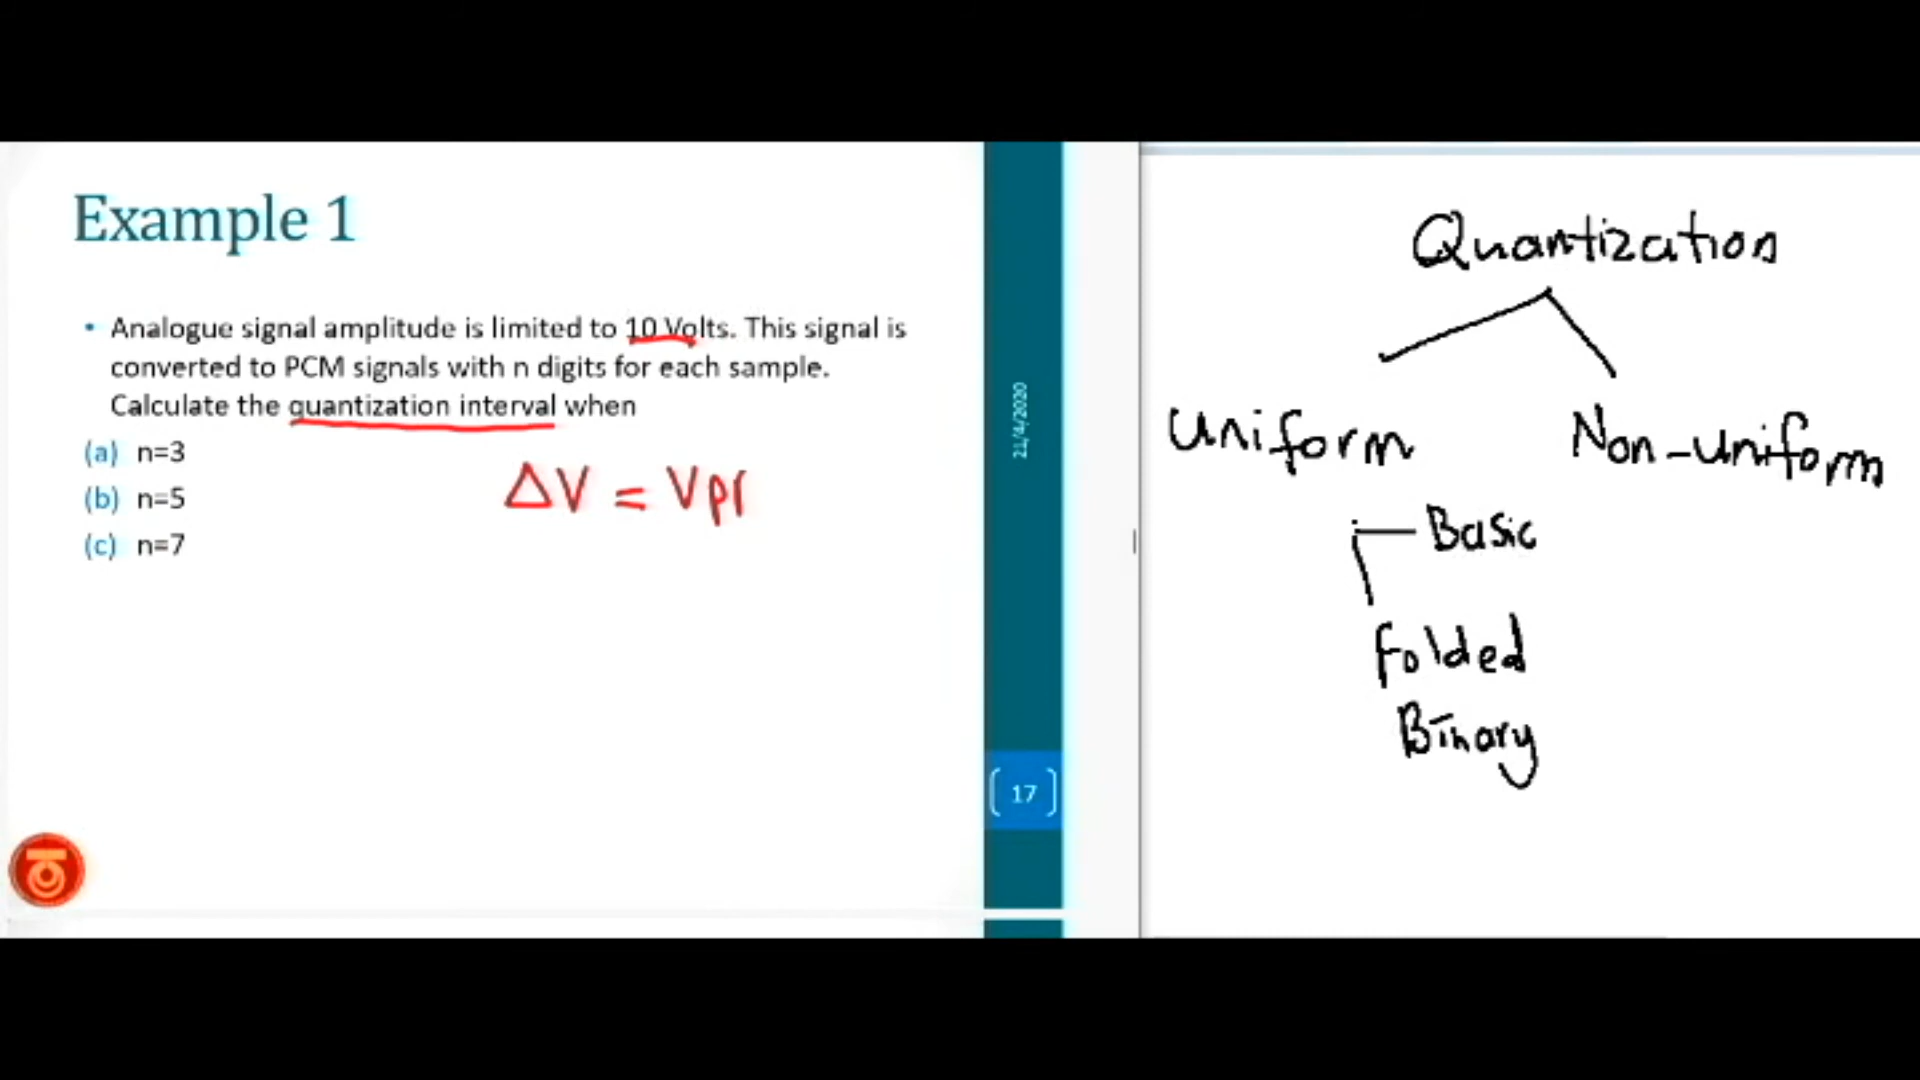 Example 1
• Analogue signal amplitude is limited to 10 Volts. This signal is
converted to PCM signals with n digits for each sample.
Calculate the quantization interval when
(a) n=3
(b) n=5
(c) n=7
ΔV = Vpr
21/4/2020
17
Quantization
Uniform
Non-uniform
Basic
Folded
Binary